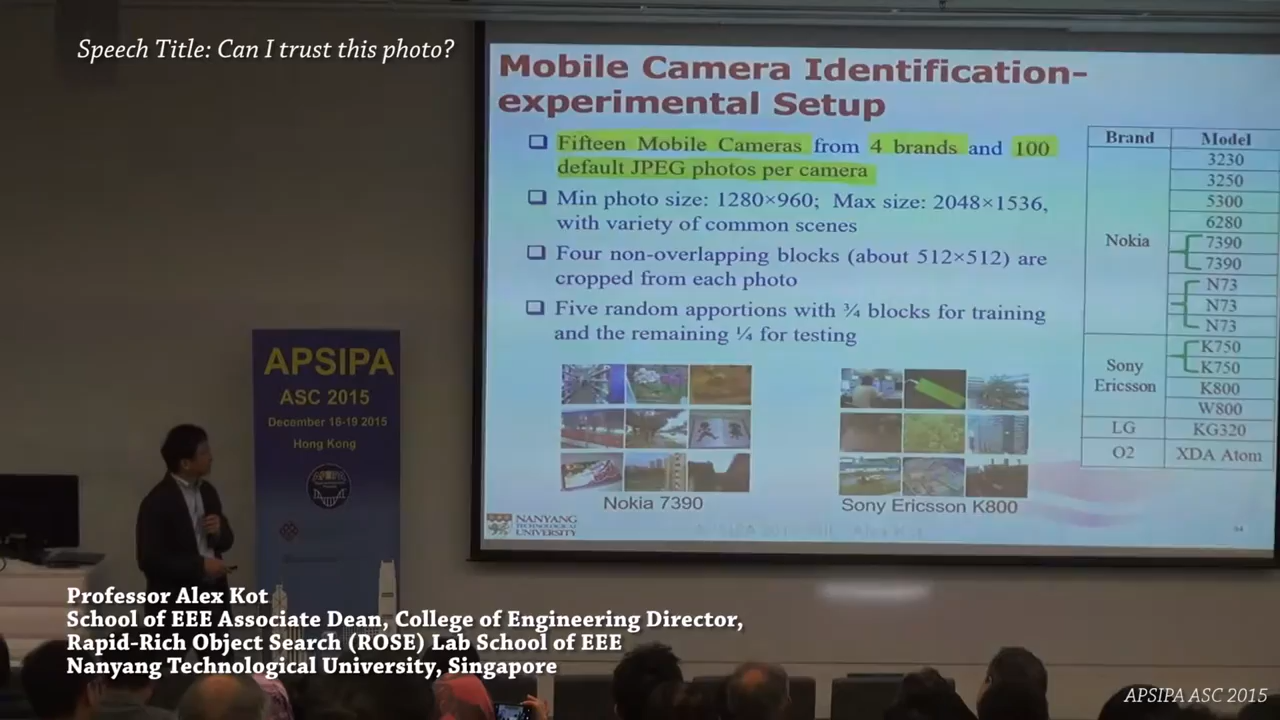 Speech Title: Can I trust this photo?
Mobile Camera Identification-
experimental Setup
Fifteen Mobile Cameras from 4 brands and 100
default JPEG photos per camera
Min photo size: 1280×960; Max size: 2048×1536,
with variety of common scenes
Four non-overlapping blocks (about 512×512) are
cropped from each photo
Five random apportions with ¾ blocks for training
and the remaining ¼ for testing
Nokia 7390
Sony Ericsson K800
Brand Model
Nokia
3230
3250
5300
6280
7390
7390
N73
N73
N73
Sony
Ericsson
K750
K750
K800
W800
LG KG320
O2 XDA Atom
NANYANG
TECHNOLOGICAL
UNIVERSITY
APSIPA
ASC 2015
December 16-19 2015
Hong Kong
Professor Alex Kot
School of EEE Associate Dean, College of Engineering Director,
Rapid-Rich Object Search (ROSE) Lab School of EEE
Nanyang Technological University, Singapore
APSIPA ASC 2015